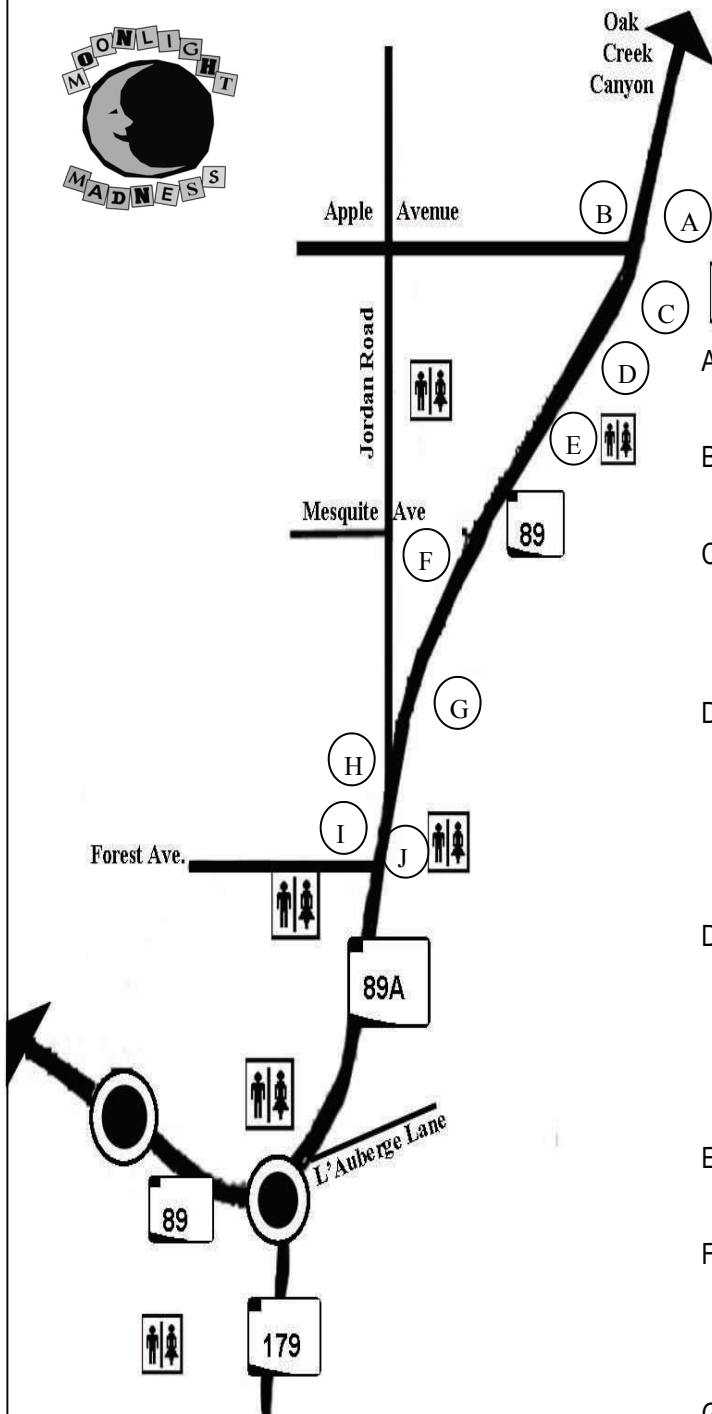 MOONLIGHT
MADNESS
Oak
Creek
Canyon
Apple Avenue
B
A
C
Jordan Road
D
A
E
B
Mesquite Ave
89
F
C
G
D
H
I
J
Forest Ave.
D
89A
L'Auberge Lane
E
89
F
179
G